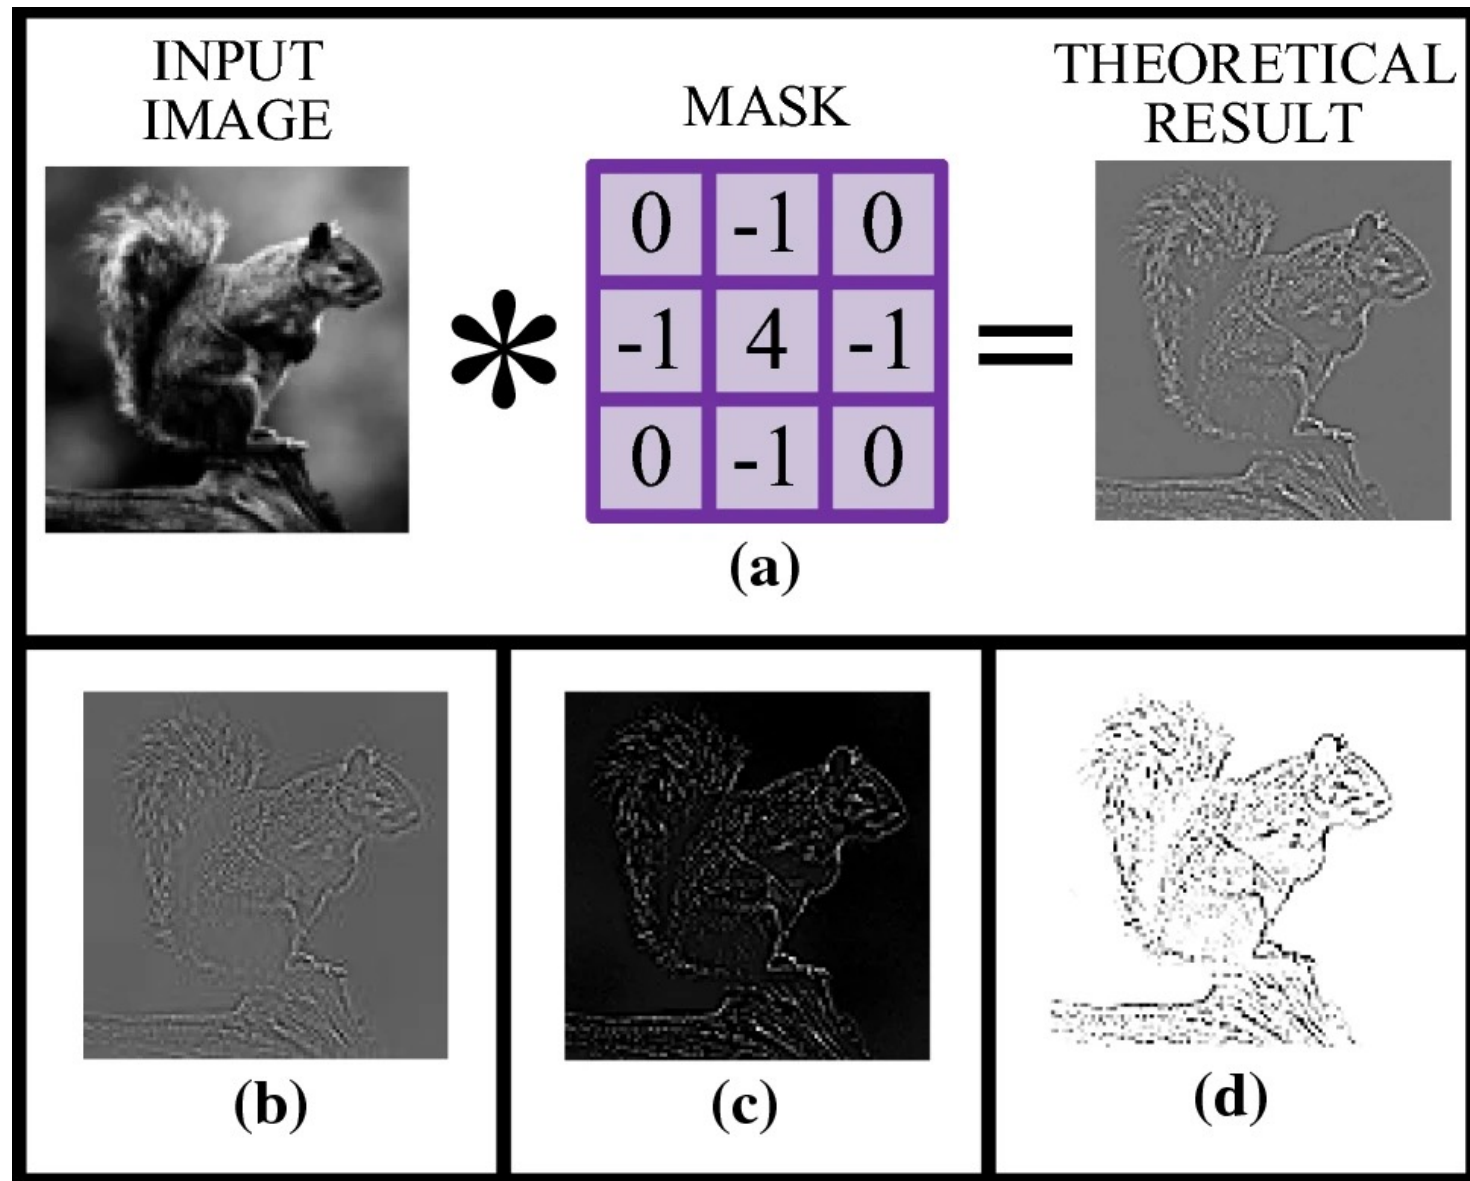 INPUT
IMAGE
MASK
THEORETICAL
RESULT
0 -1 0
* -1 4 -1 =
0 -1 0
(a)
(b) (c) (d)